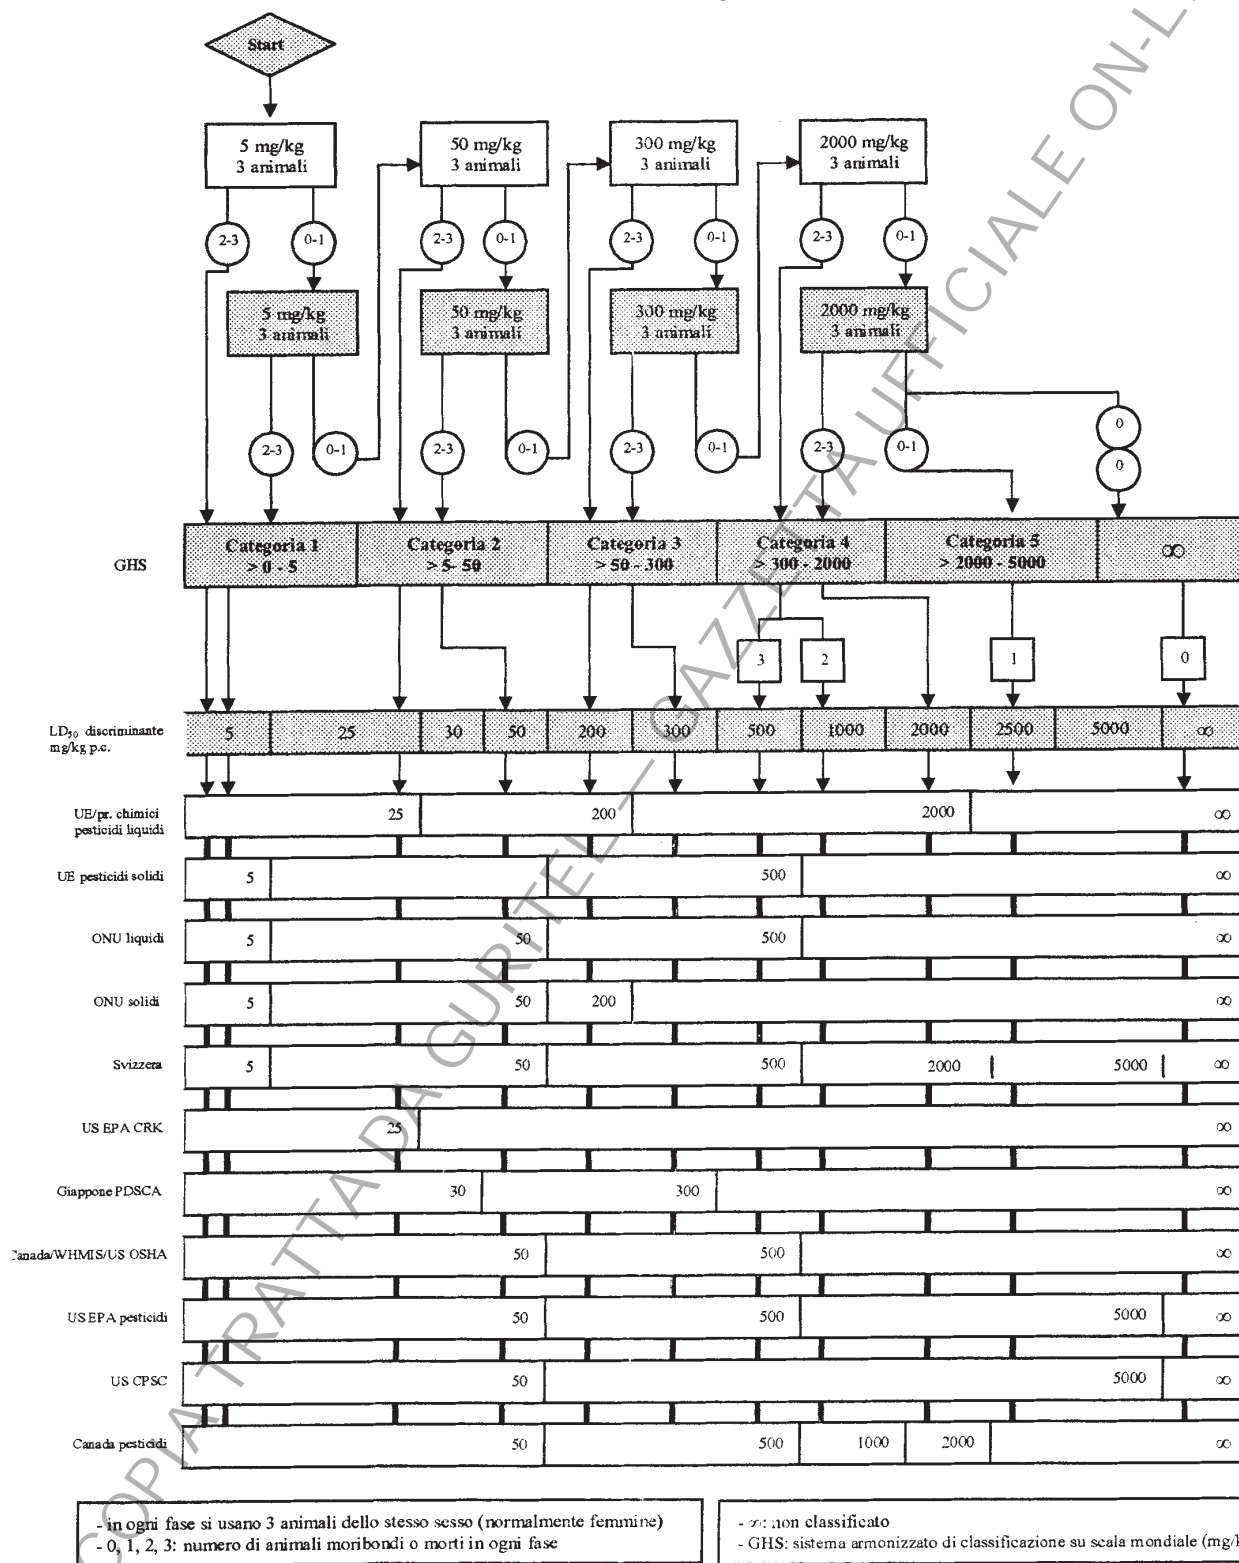 Start
5 mg/kg
3 animali
50 mg/kg
3 animali
300 mg/kg
3 animali
2000 mg/kg
3 animali
2-3
0-1
2-3
0-1
2-3
0-1
2-3
0-1
5 mg/kg
3 animali
50 mg/kg
3 animali
300 mg/kg
3 animali
2000 mg/kg
3 animali
2-3
0-1
2-3
0-1
2-3
0-1
2-3
0-1
0
0
GHS
Categoria 1
> 0 - 5
Categoria 2
> 5- 50
Categoria 3
> 50 - 300
Categoria 4
> 300 - 2000
Categoria 5
> 2000 - 5000
∞
3
2
1
0
LD₅₀ discriminante
mg/kg p.c.
5 25 30 50 200 300 500 1000 2000 2500 5000 ∞
UE/pr. chimici
pesticidi liquidi
25 200 2000 ∞
UE pesticidi solidi 5 500 ∞
ONU liquidi 5 50 500 ∞
ONU solidi 5 50 200 ∞
Svizzera 5 50 500 2000 5000 ∞
US EPA CRK 25 ∞
Giappone PDSCA 30 300 ∞
anada/WHMIS/US OSHA 50 500 ∞
US EPA pesticidi 50 500 5000 ∞
US CPSC 50 5000 ∞
Canada pesticidi 50 500 1000 2000 ∞
- in ogni fase si usano 3 animali dello stesso sesso (normalmente femmine)
- 0, 1, 2, 3: numero di animali moribondi o morti in ogni fase
- ∞: non classificato
- GHS: sistema armonizzato di classificazione su scala mondiale (mg/k
COPIA TRATTA DA GURITEL — GAZZETTA UFFICIALE ON-L